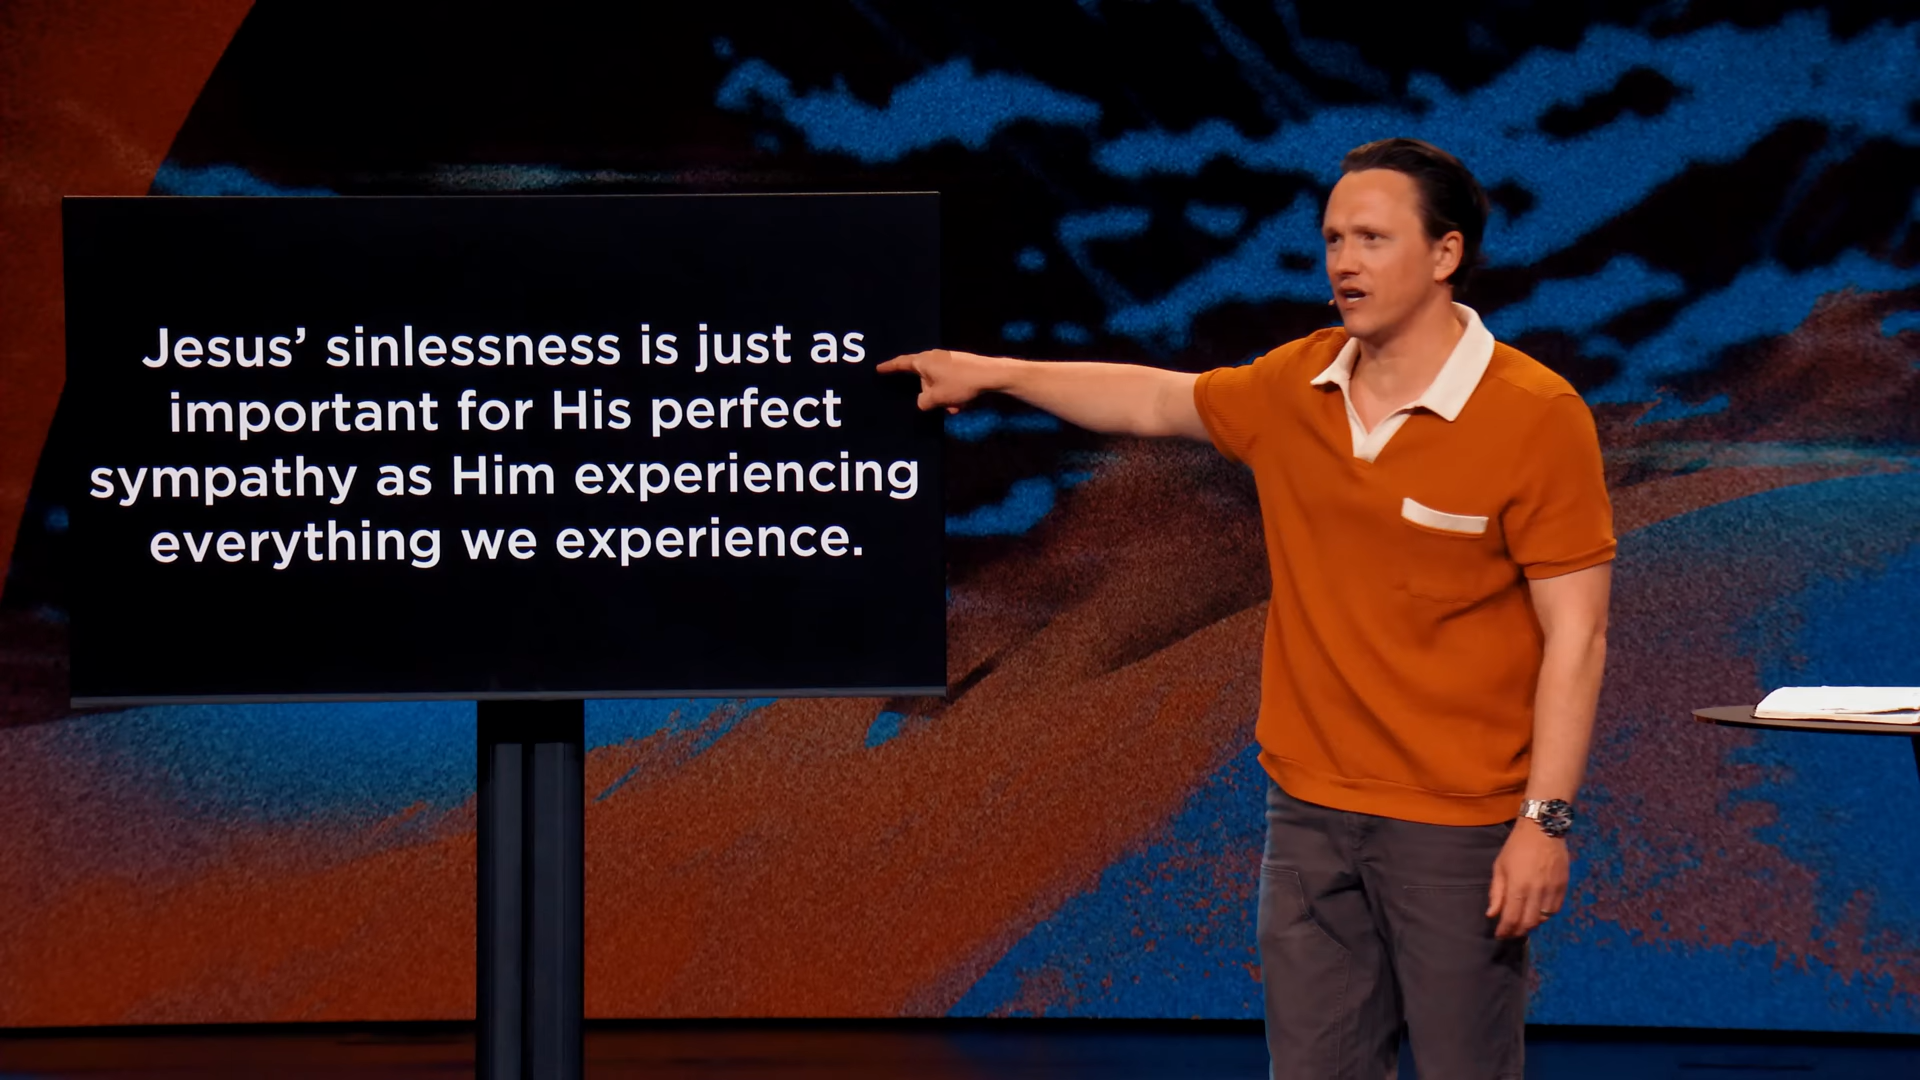 Jesus’ sinlessness is just as
important for His perfect
sympathy as Him experiencing
everything we experience.